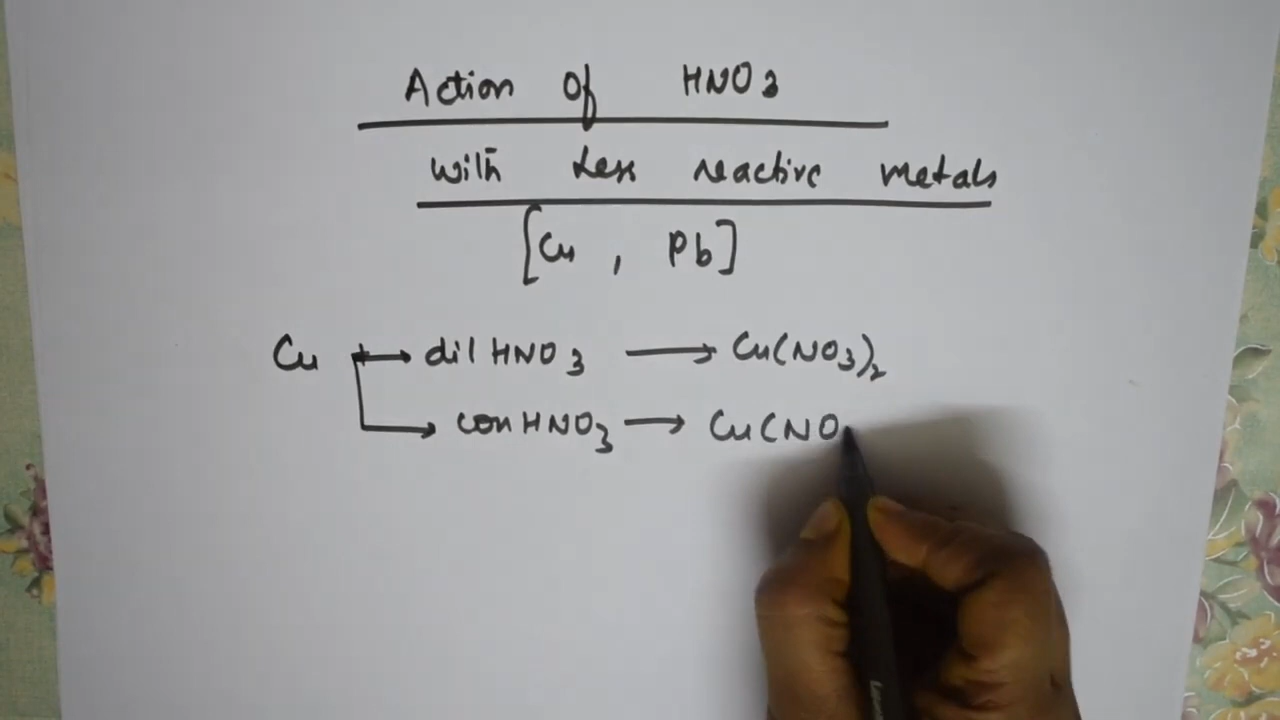 Action Of HNO3
With Less reactive metals
[Cu , Pb]
Cu → dil HNO3 → Cu(NO3)2
→ con HNO3 → Cu(NO